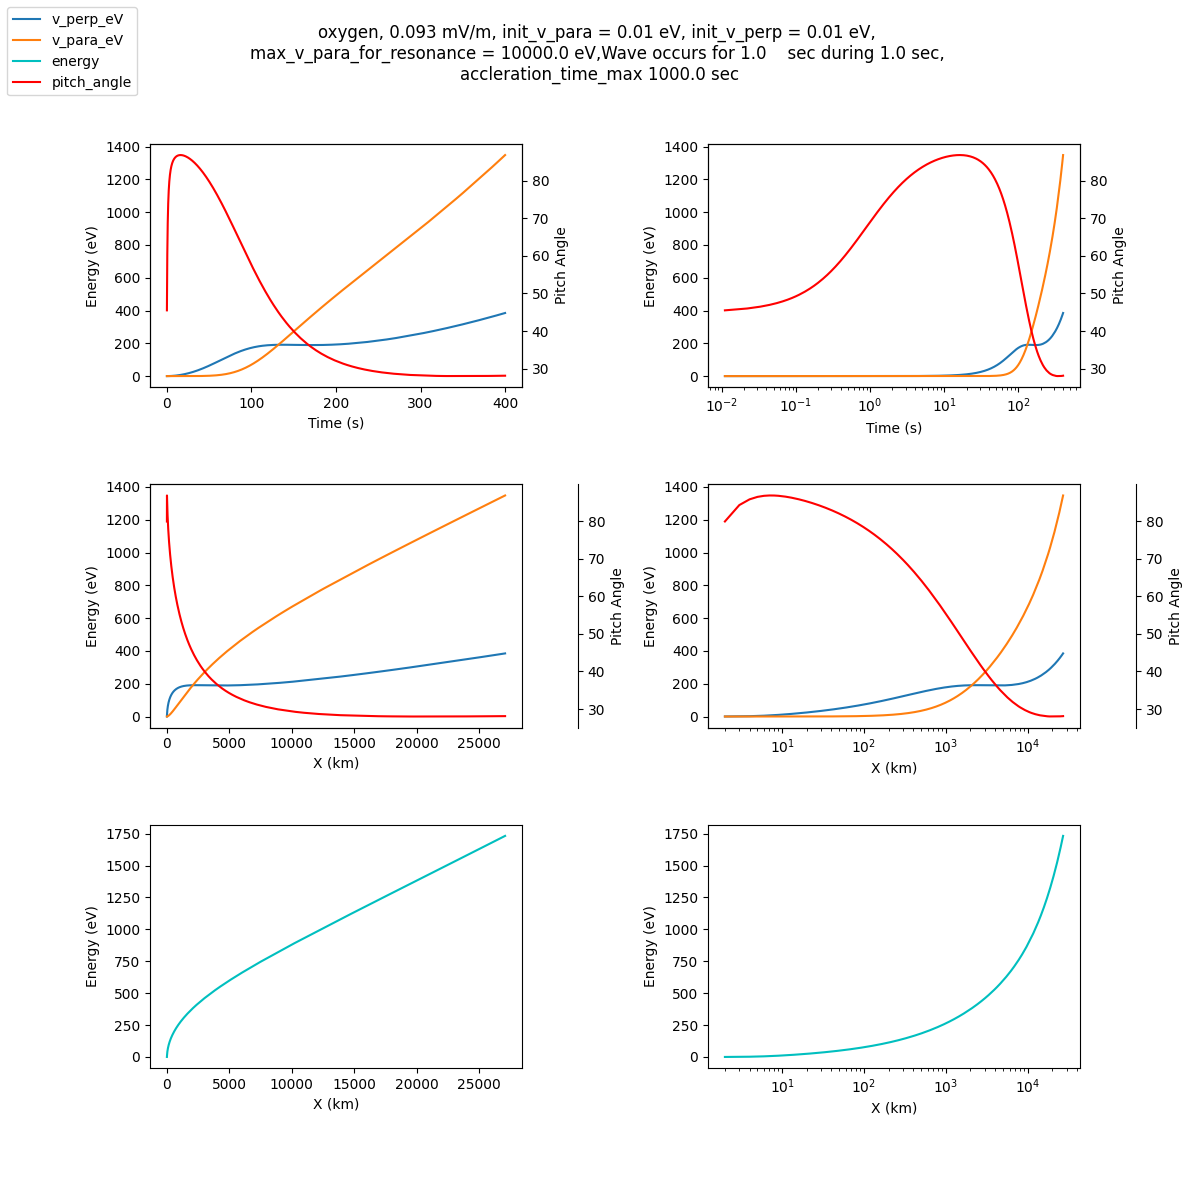 v_perp_eV
v_para_eV
energy
pitch_angle
oxygen, 0.093 mV/m, init_v_para = 0.01 eV, init_v_perp = 0.01 eV,
max_v_para_for_resonance = 10000.0 eV,Wave occurs for 1.0    sec during 1.0 sec,
accleration_time_max 1000.0 sec
1400
1200
1000
800
600
400
200
0
Energy (eV)
0 100 200 300 400
Time (s)
80
70
60
50
40
30
Pitch Angle
1400
1200
1000
800
600
400
200
0
Energy (eV)
10⁻² 10⁻¹ 10⁰ 10¹ 10²
Time (s)
80
70
60
50
40
30
Pitch Angle
1400
1200
1000
800
600
400
200
0
Energy (eV)
0 5000 10000 15000 20000 25000
X (km)
80
70
60
50
40
30
Pitch Angle
1400
1200
1000
800
600
400
200
0
Energy (eV)
10¹ 10² 10³ 10⁴
X (km)
80
70
60
50
40
30
Pitch Angle
1750
1500
1250
1000
750
500
250
0
Energy (eV)
0 5000 10000 15000 20000 25000
X (km)
1750
1500
1250
1000
750
500
250
0
Energy (eV)
10¹ 10² 10³ 10⁴
X (km)